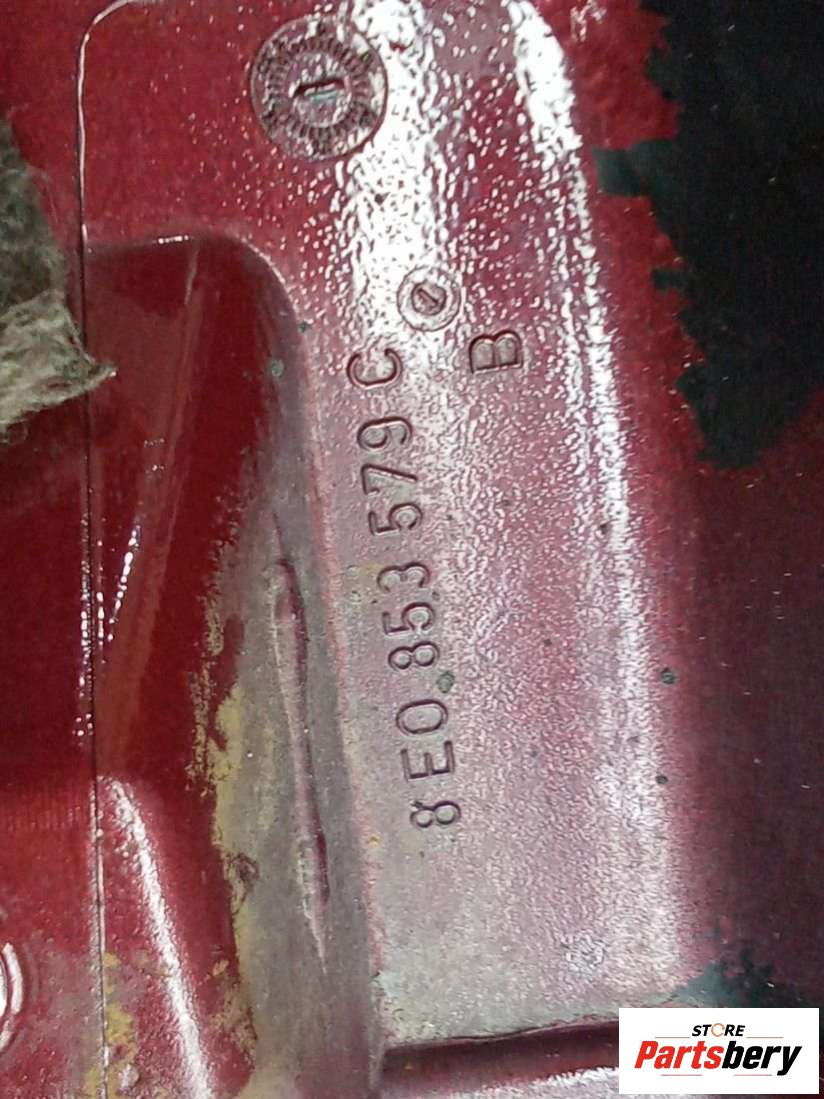 8E0 853 579 C
B
STORE
Partsbery